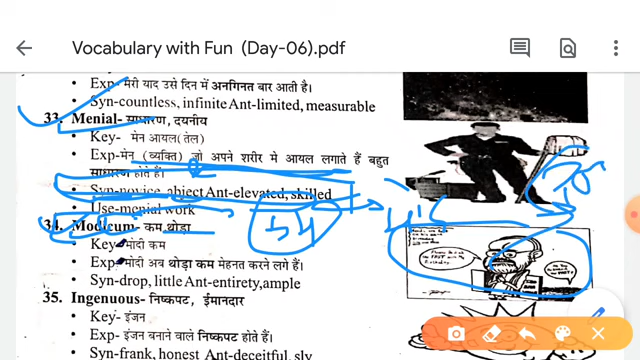 Vocabulary with Fun (Day-06).pdf
Exp- मेरी याद उसे दिन में अनगिनत बार आती है।
Syn-countless, infinite Ant-limited, measurable
33. Menial- साधारण, दयनीय
Key- मेन आयल (तेल)
Exp- मेन (व्यक्ति) जो अपने शरीर मे आयल लगाते हैं बहुत
साधारण होते हैं।
Syn-novice, abject Ant-elevated, skilled
Use-menial work
34. Modicum- कम थोड़ा
Key- मोदी कम
Exp- मोदी अब थोड़ा कम मेहनत करने लगे हैं।
Syn-drop, little Ant-entirety, ample
35. Ingenuous- निष्कपट, ईमानदार
Key- इंजन
Exp- इंजन बनाने वाले निष्कपट होते हैं।
Syn-frank, honest Ant-deceitful, sly